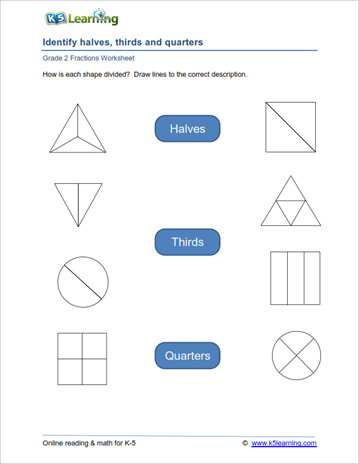 K5 Learning
Identify halves, thirds and quarters
Grade 2 Fractions Worksheet
How is each shape divided?  Draw lines to the correct description.
Halves
Thirds
Quarters
Online reading & math for K-5
© www.k5learning.com